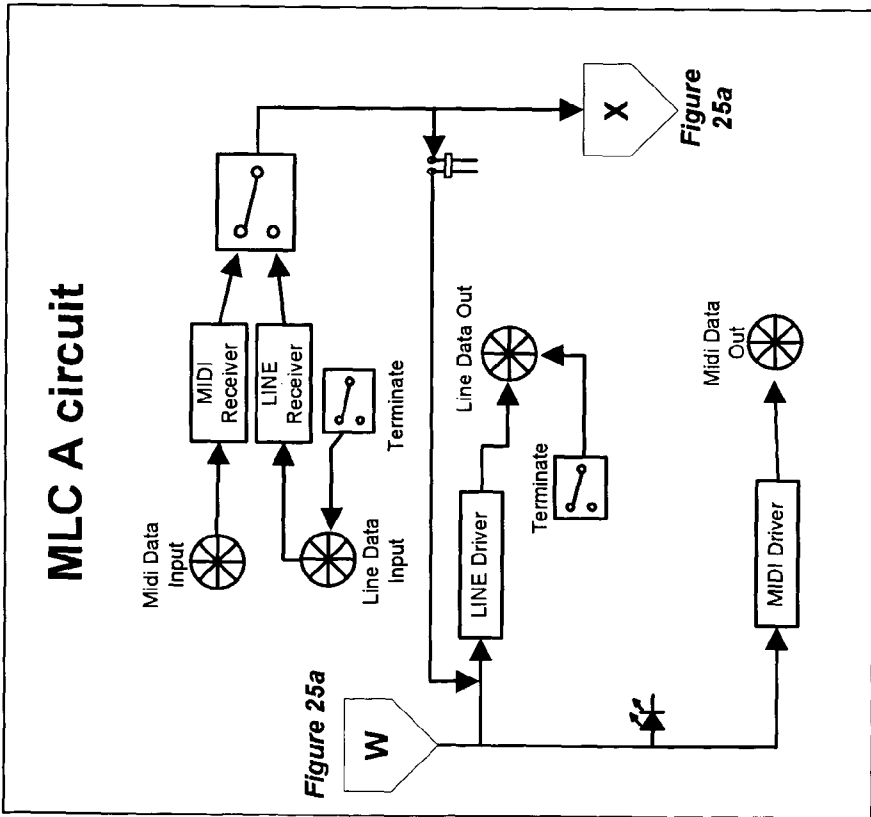 MLC A circuit
Midi Data
Input
MIDI
Receiver
LINE
Receiver
Line Data
Input
Terminate
X
Figure
25a
Figure 25a
W
LINE Driver
Line Data Out
Terminate
MIDI Driver
Midi Data
Out